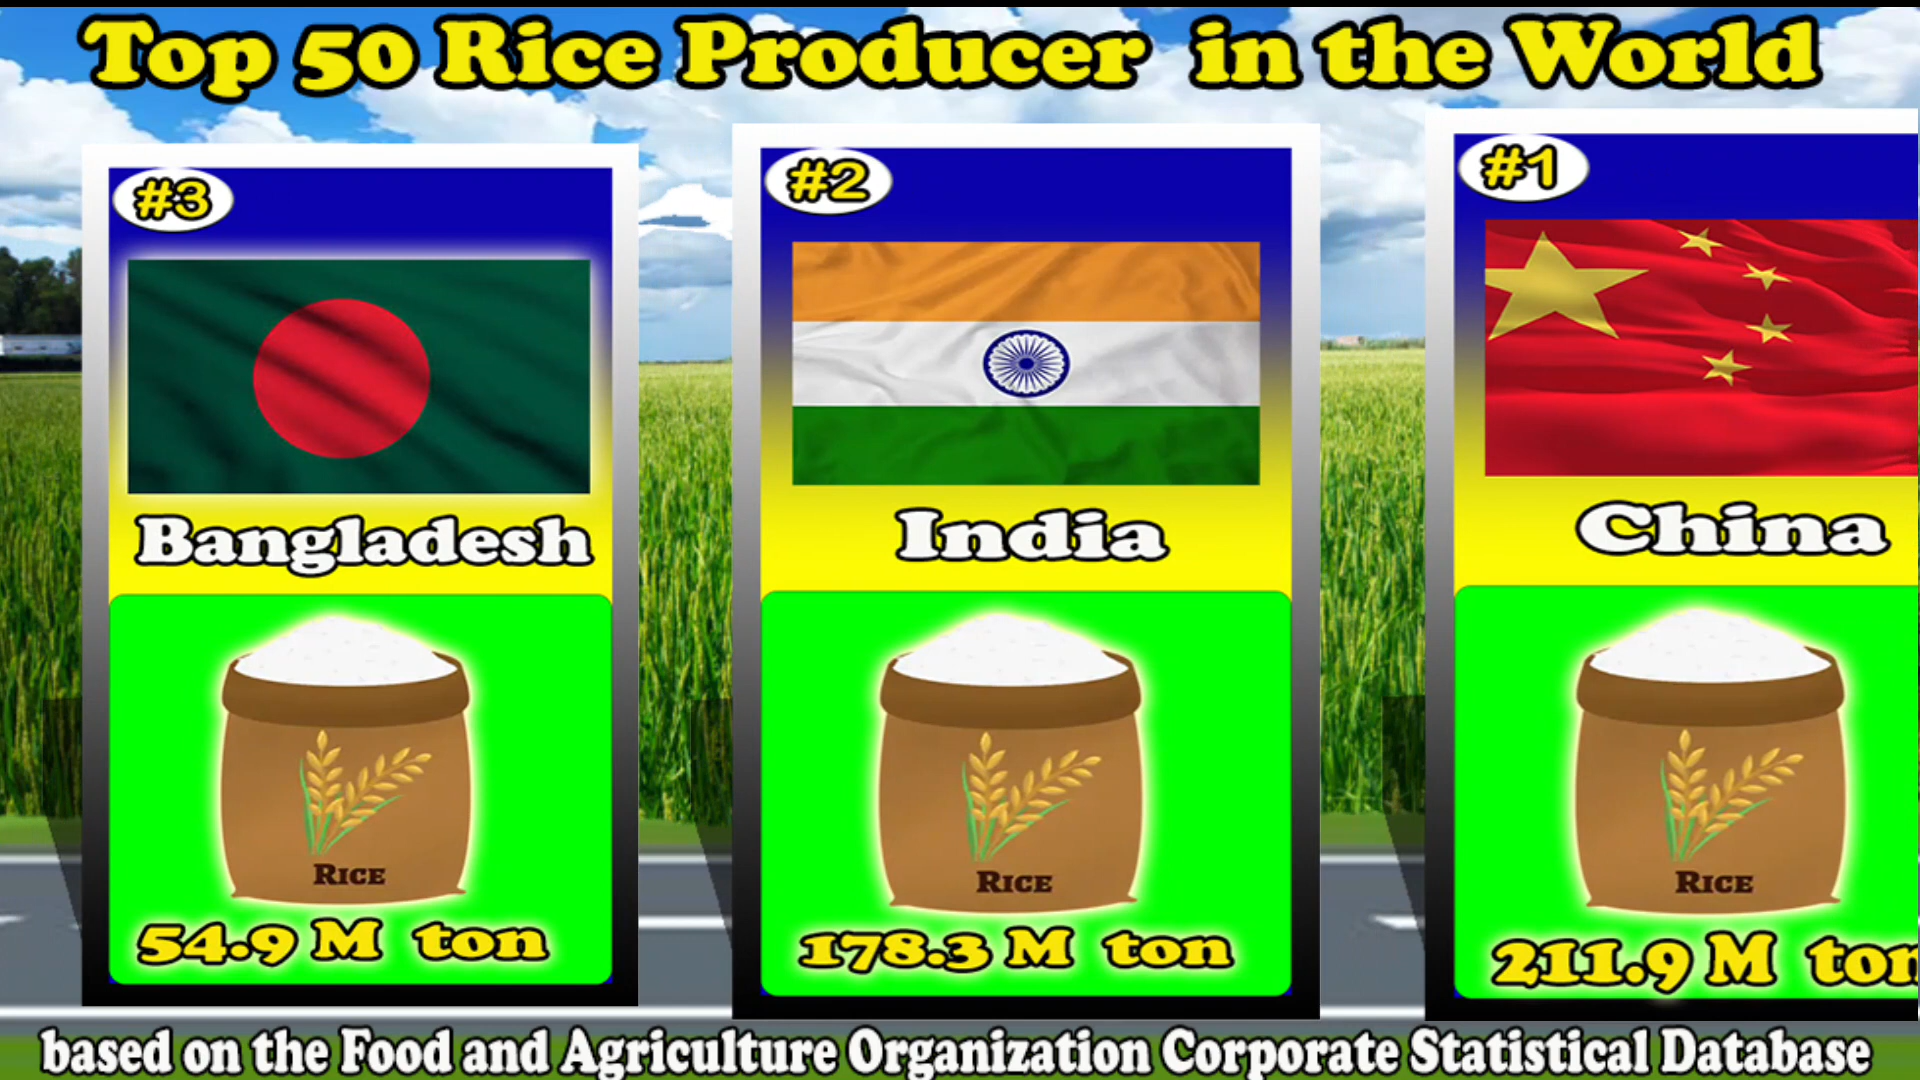 Top 50 Rice Producer in the World
#3
Bangladesh
RICE
54.9 M ton
#2
India
RICE
178.3 M ton
#1
China
RICE
211.9 M ton
based on the Food and Agriculture Organization Corporate Statistical Database